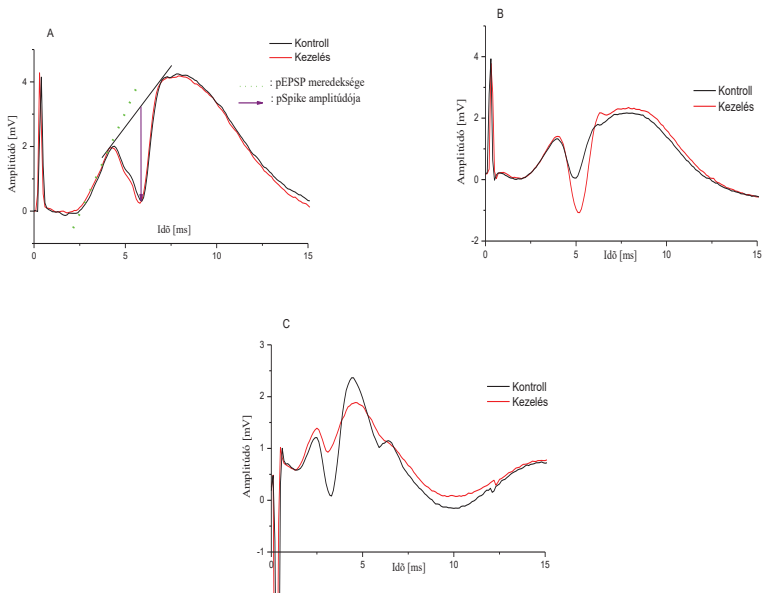 A
Kontroll
Kezelés
: pEPSP meredeksége
: pSpike amplitúdója
Amplitúdó [mV]
4
2
0
Idő [ms]
0
5
10
15
B
Kontroll
Kezelés
Amplitúdó [mV]
6
4
2
0
-2
0
5
10
15
Idő [ms]
C
Kontroll
Kezelés
Amplitúdó [mV]
3
2
1
0
-1
0
5
10
15
Idő [ms]